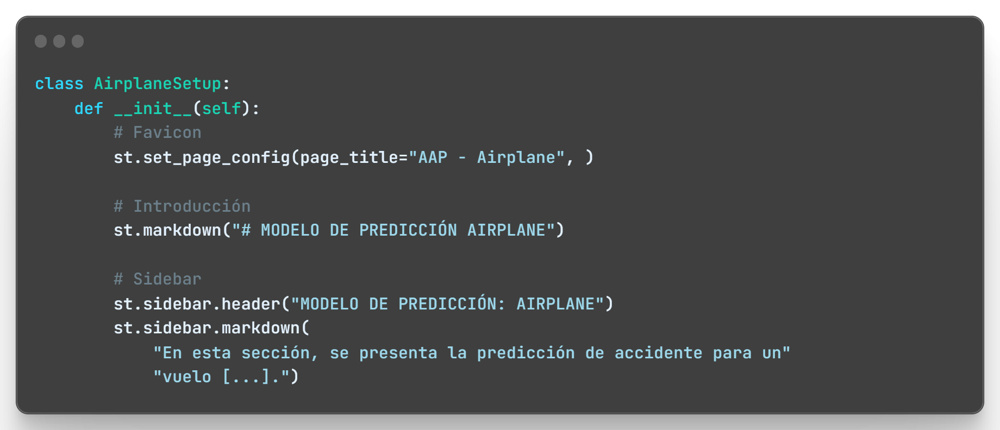 class AirplaneSetup:
    def __init__(self):
        # Favicon
        st.set_page_config(page_title="AAP - Airplane", )

        # Introducción
        st.markdown("# MODELO DE PREDICCIÓN AIRPLANE")

        # Sidebar
        st.sidebar.header("MODELO DE PREDICCIÓN: AIRPLANE")
        st.sidebar.markdown(
            "En esta sección, se presenta la predicción de accidente para un"
            "vuelo [...].")